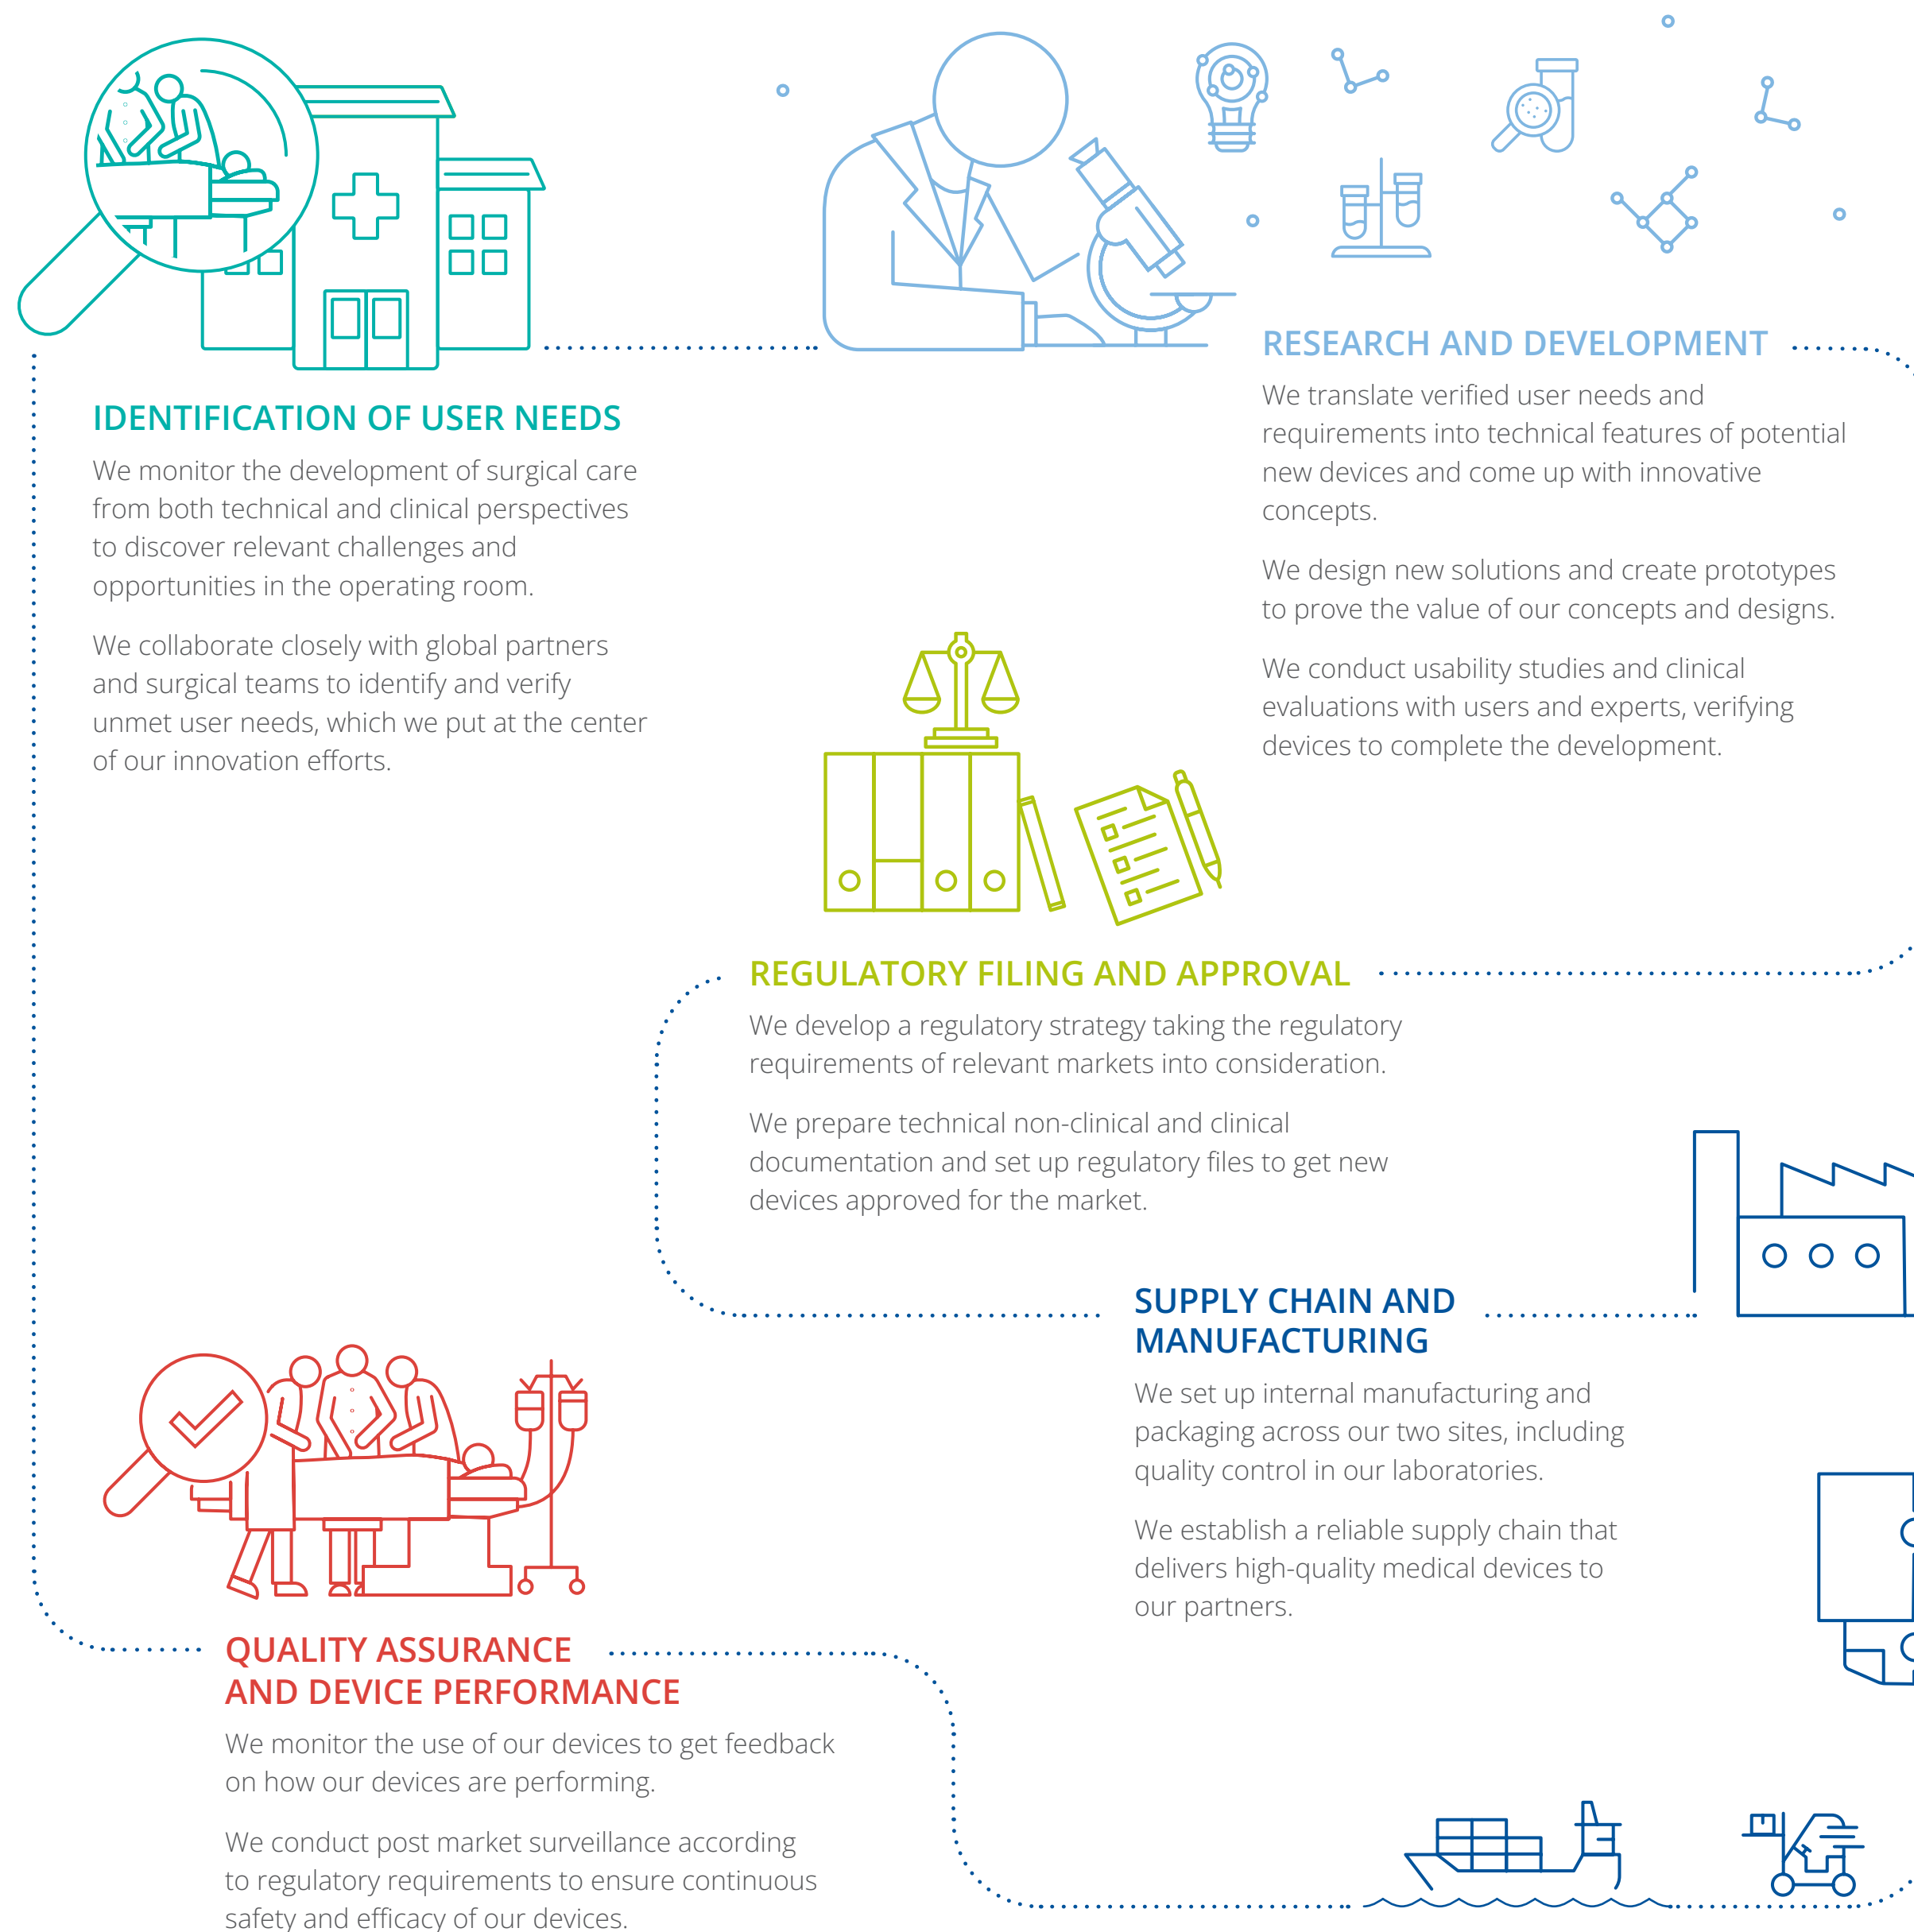 IDENTIFICATION OF USER NEEDS
We monitor the development of surgical care
from both technical and clinical perspectives
to discover relevant challenges and
opportunities in the operating room.
We collaborate closely with global partners
and surgical teams to identify and verify
unmet user needs, which we put at the center
of our innovation efforts.
RESEARCH AND DEVELOPMENT
We translate verified user needs and
requirements into technical features of potential
new devices and come up with innovative
concepts.
We design new solutions and create prototypes
to prove the value of our concepts and designs.
We conduct usability studies and clinical
evaluations with users and experts, verifying
devices to complete the development.
REGULATORY FILING AND APPROVAL
We develop a regulatory strategy taking the regulatory
requirements of relevant markets into consideration.
We prepare technical non-clinical and clinical
documentation and set up regulatory files to get new
devices approved for the market.
SUPPLY CHAIN AND
MANUFACTURING
We set up internal manufacturing and
packaging across our two sites, including
quality control in our laboratories.
We establish a reliable supply chain that
delivers high-quality medical devices to
our partners.
QUALITY ASSURANCE
AND DEVICE PERFORMANCE
We monitor the use of our devices to get feedback
on how our devices are performing.
We conduct post market surveillance according
to regulatory requirements to ensure continuous
safety and efficacy of our devices.